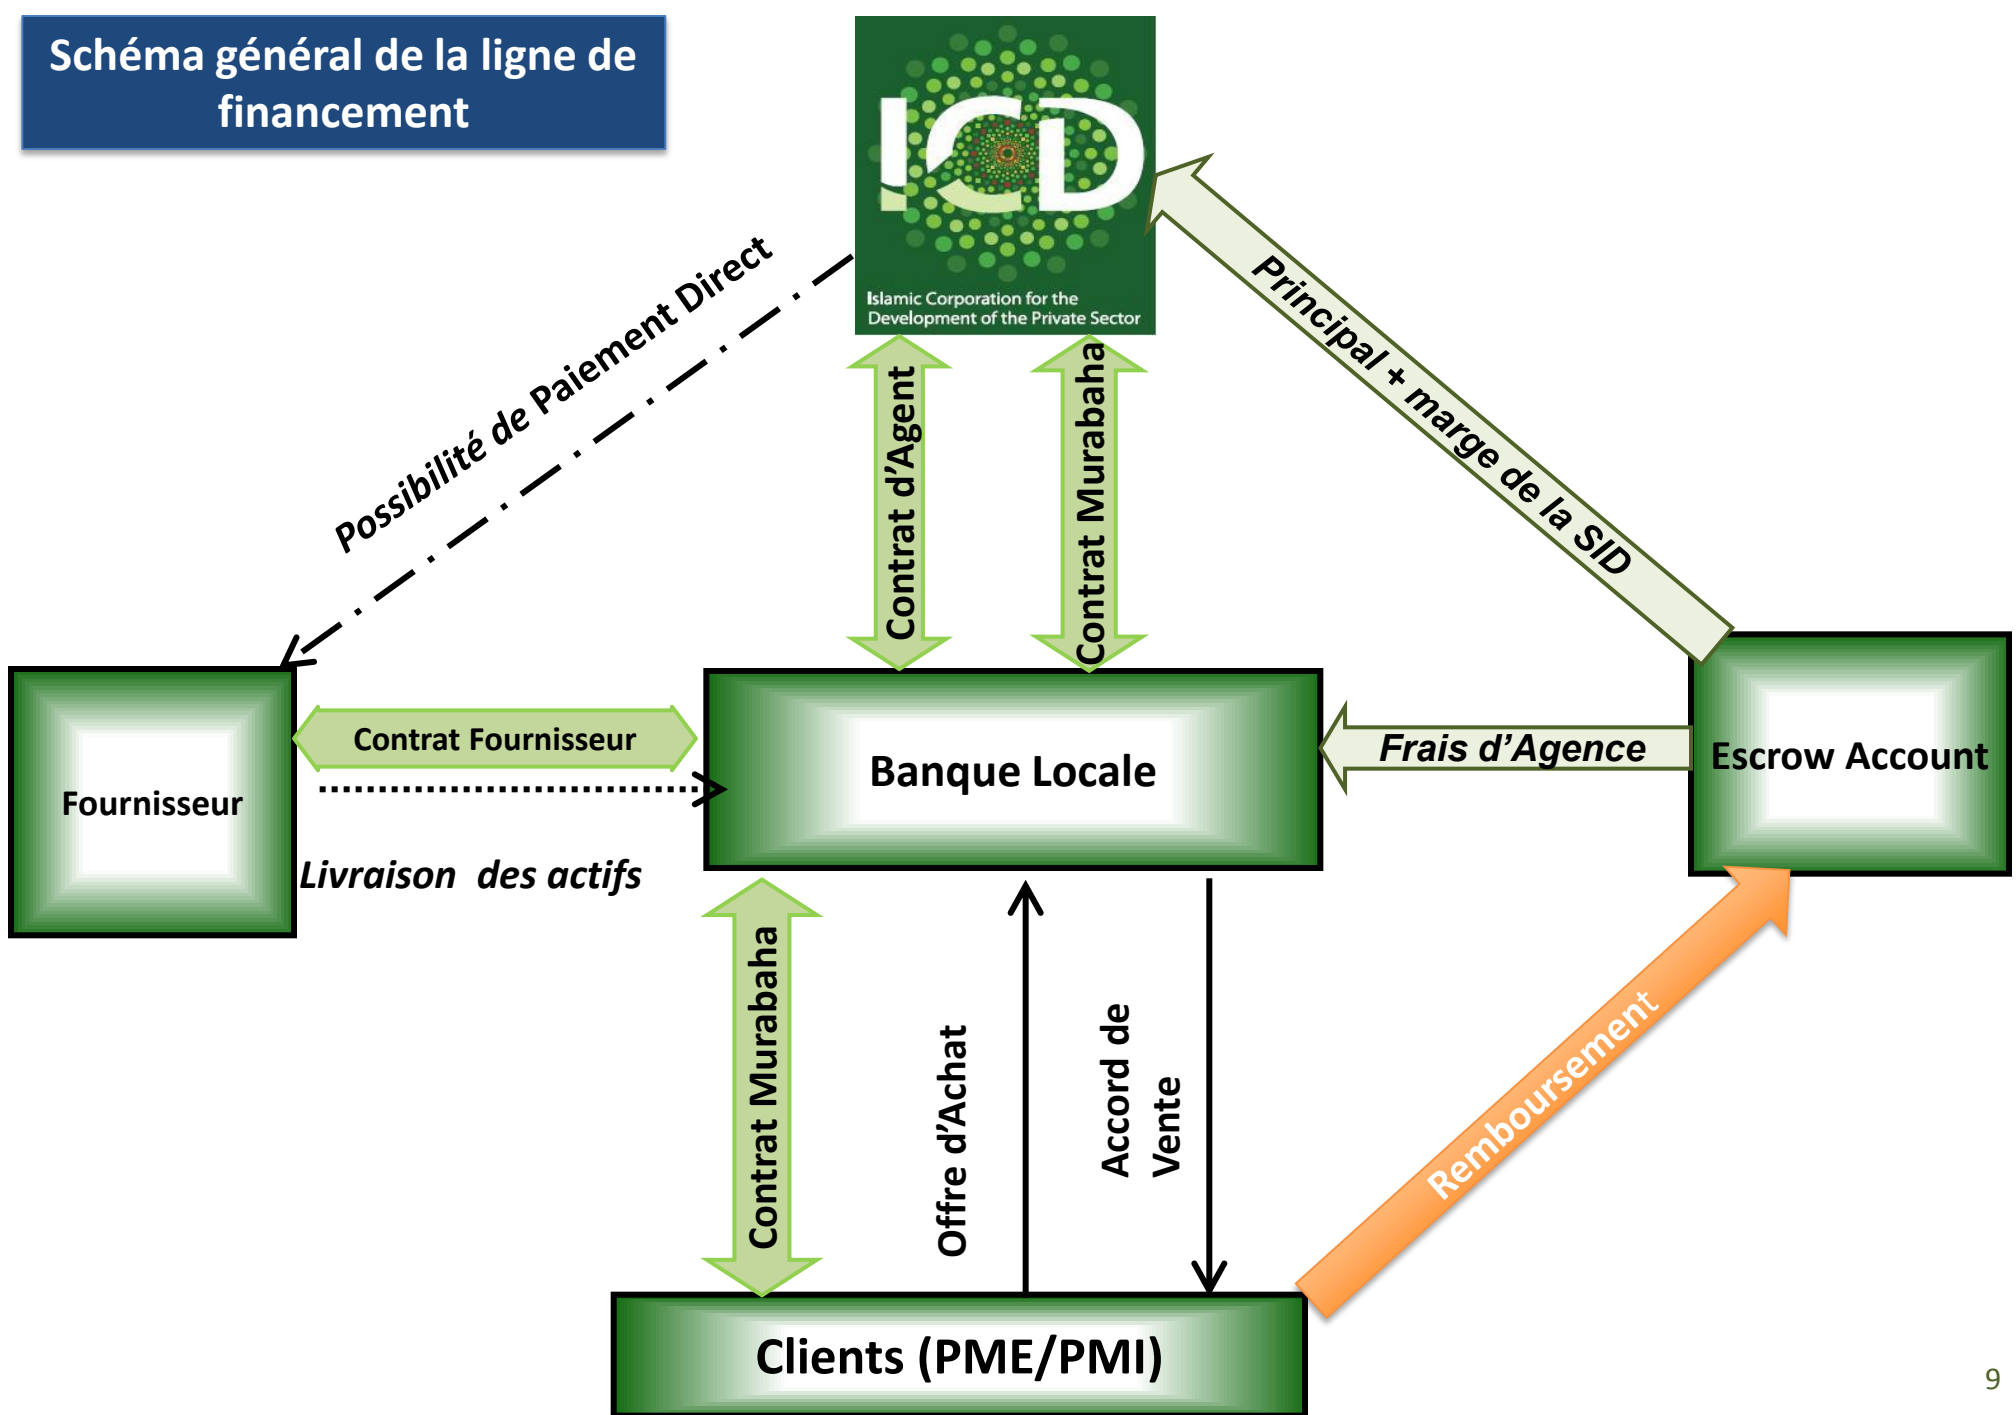 Schéma général de la ligne de
financement
ICD
Islamic Corporation for the
Development of the Private Sector
Possibilité de Paiement Direct
Principal + marge de la SID
Contrat d’Agent
Contrat Murabaha
Fournisseur
Contrat Fournisseur
Livraison des actifs
Banque Locale
Frais d’Agence
Escrow Account
Contrat Murabaha
Offre d’Achat
Accord de
Vente
Remboursement
Clients (PME/PMI)
9